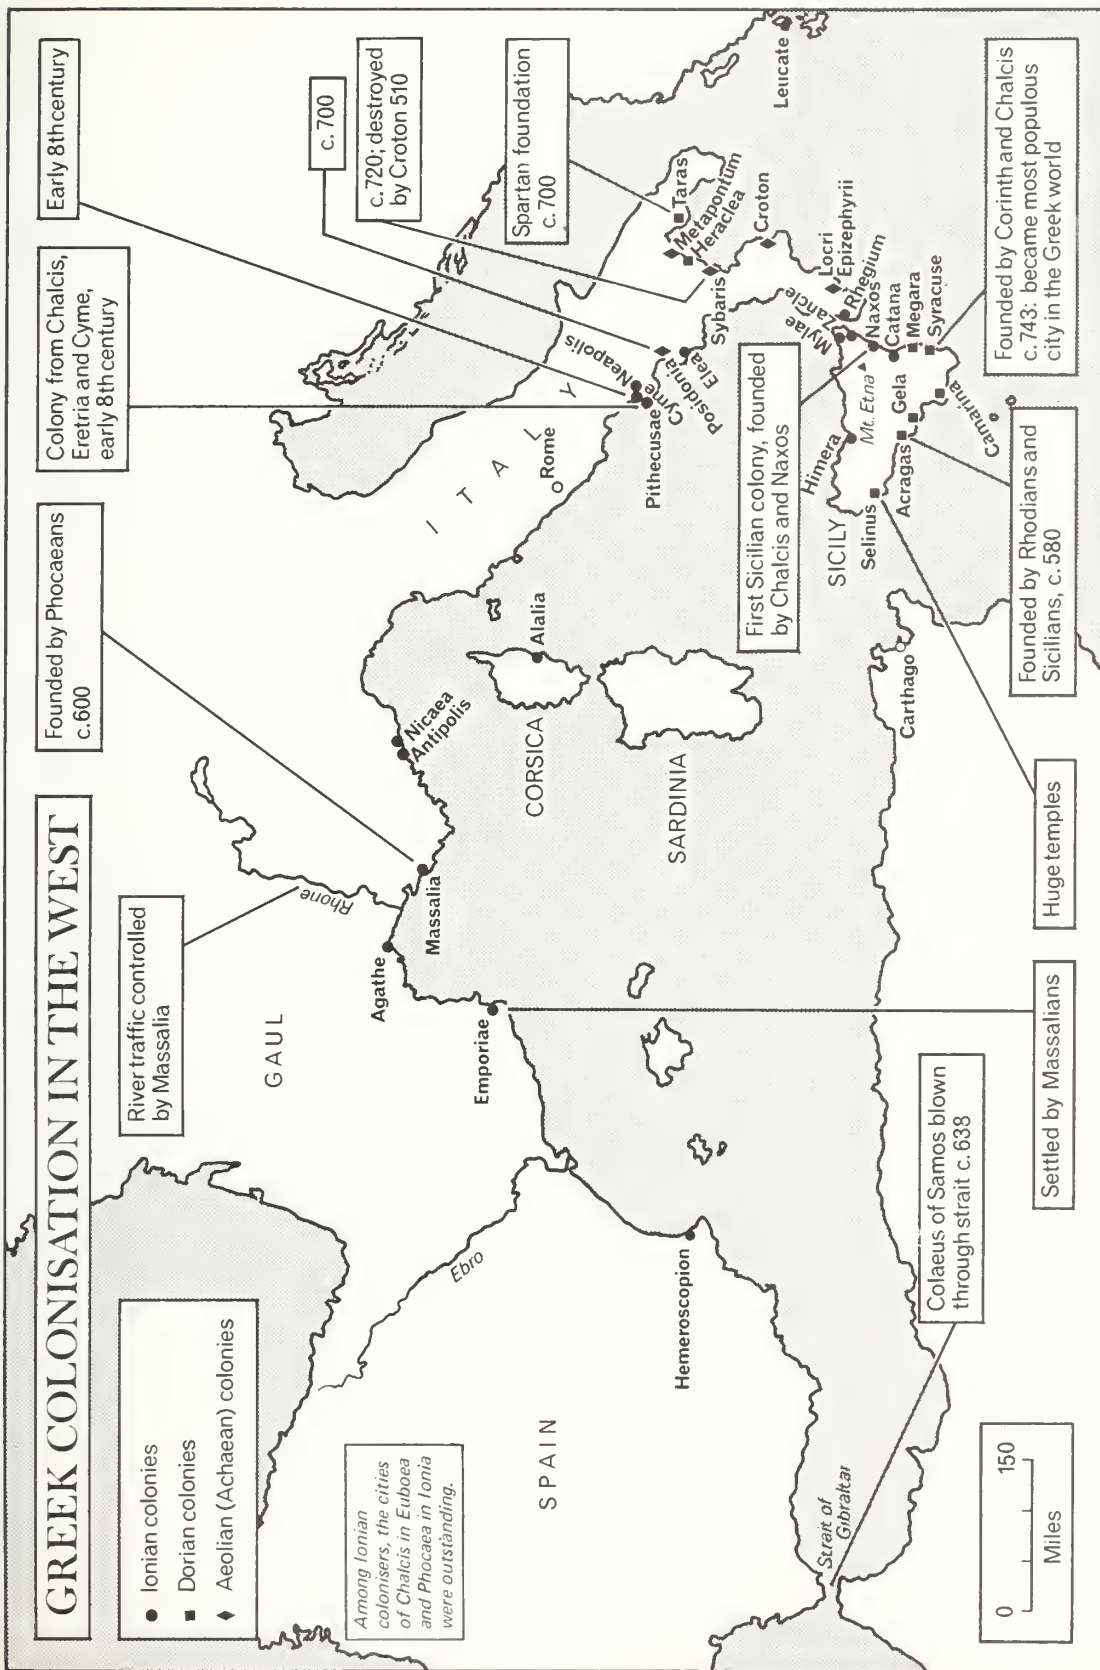 GREEK COLONISATION IN THE WEST
Ionian colonies
Dorian colonies
Aeolian (Achaean) colonies
Among Ionian
colonisers, the cities
of Chalcis in Euboea
and Phocaea in Ionia
were outstanding.
River traffic controlled
by Massalia
Founded by Phocaeans
c.600
Colony from Chalcis,
Eretria and Cyme,
early 8th century
Early 8thcentury
c. 700
c.720; destroyed
by Croton 510
Spartan foundation
c.700
GAUL
Rhone
Agathe
Massalia
Nicaea
Antipolis
Emporiae
Ebro
SPAIN
Hemeroscopion
Strait of
Gibraltar
CORSICA
Alalia
SARDINIA
ITALY
Rome
Pithecusae
Cyme
Neapolis
Posidonia
Elea
Sybaris
Taras
Metapontum
Heraclea
Croton
Locri
Epizephyrii
Rhegium
Zancle
Mylae
Naxos
Catana
Megara
Syracuse
Mt. Etna
Himera
SICILY
Selinus
Acragas
Gela
Camarina
Leucate
Carthago
First Sicilian colony, founded
by Chalcis and Naxos
Colaeus of Samos blown
through strait c. 638
Settled by Massalians
Huge temples
Founded by Rhodians and
Sicilians, c. 580
Founded by Corinth and Chalcis
c.743: became most populous
city in the Greek world
0 150
Miles